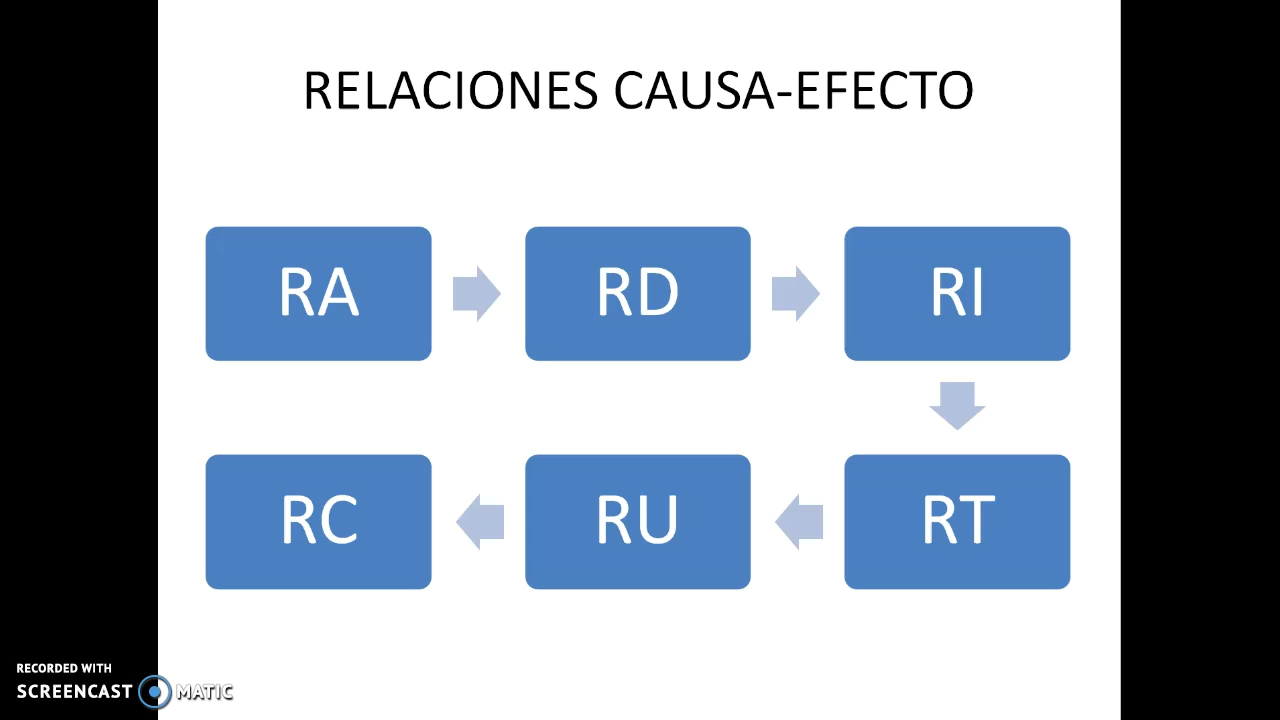 RELACIONES CAUSA-EFECTO
RA
RD
RI
RT
RU
RC
RECORDED WITH
SCREENCAST MATIC